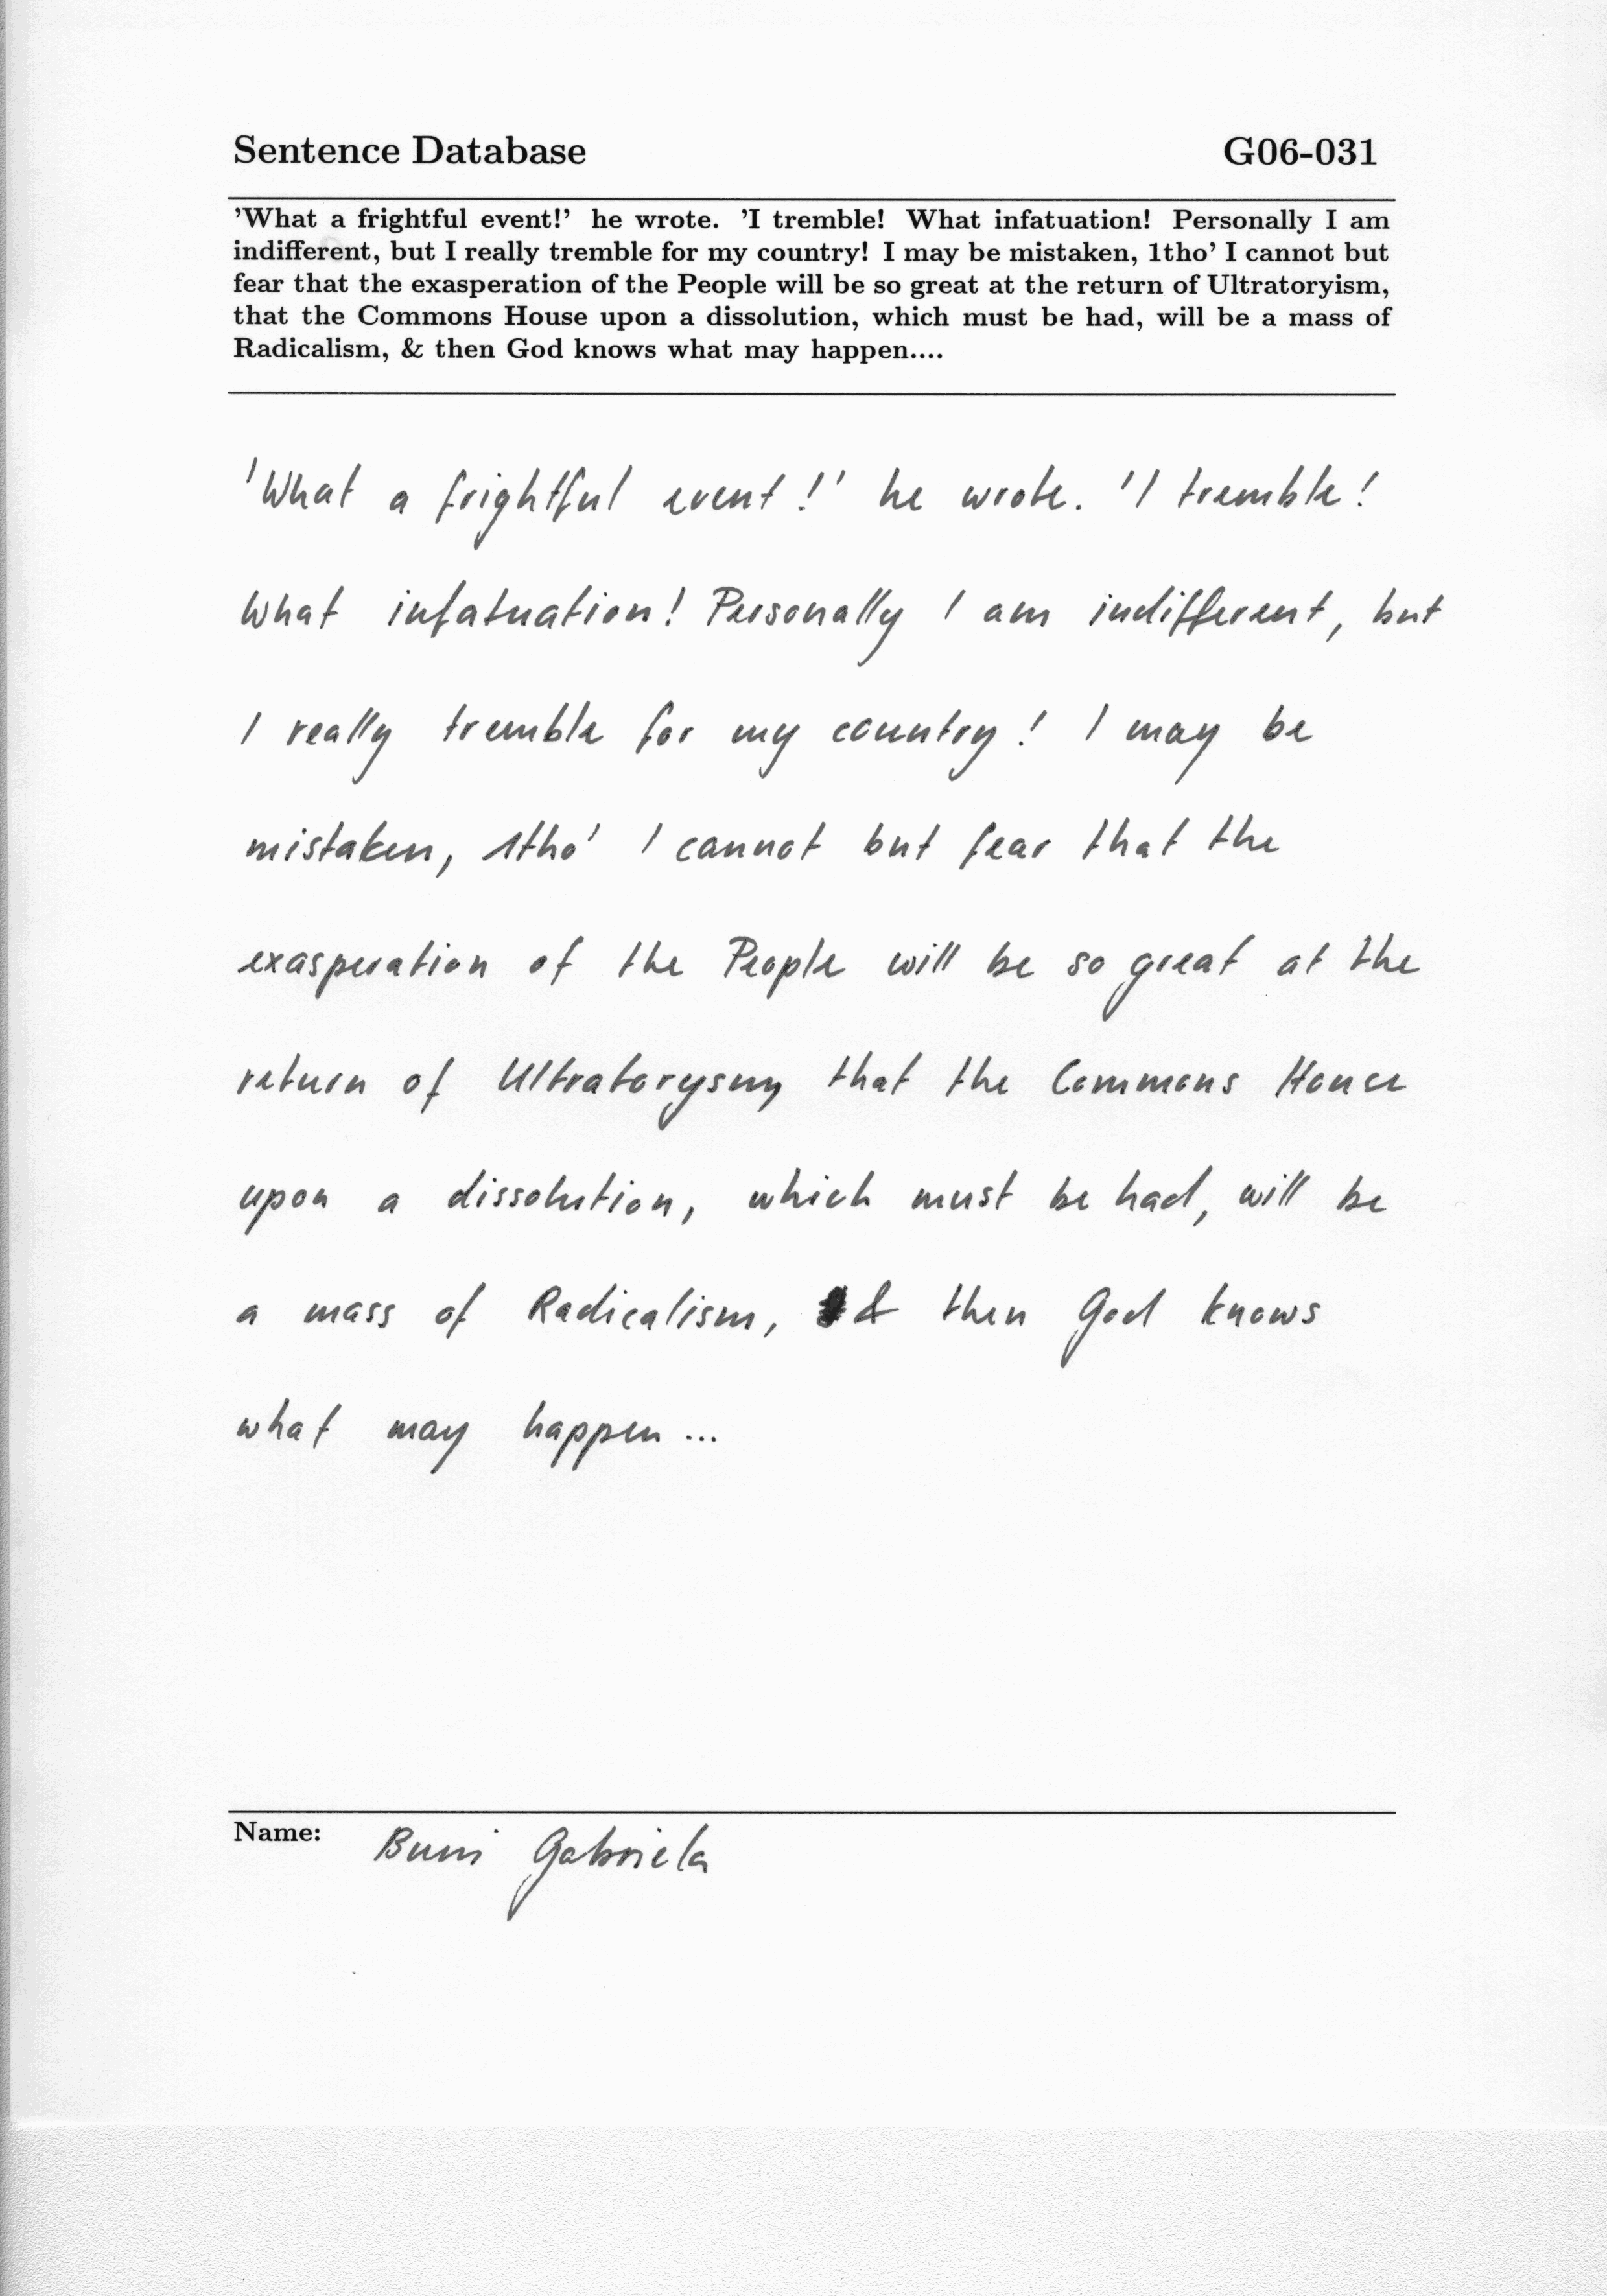 Sentence Database G06-031
'What a frightful event!' he wrote. 'I tremble! What infatuation! Personally I am
indifferent, but I really tremble for my country! I may be mistaken, 1tho' I cannot but
fear that the exasperation of the People will be so great at the return of Ultratoryism,
that the Commons House upon a dissolution, which must be had, will be a mass of
Radicalism, & then God knows what may happen....
'What a frightful event!' he wrote. 'I tremble!
What infatuation! Personally I am indifferent, but
I really tremble for my country! I may be
mistaken, 1tho' I cannot but fear that the
exasperation of the People will be so great at the
return of Ultratorysm, that the Commons House
upon a dissolution, which must be had, will be
a mass of Radicalism, & then God knows
what may happen...
Name: Gabriela